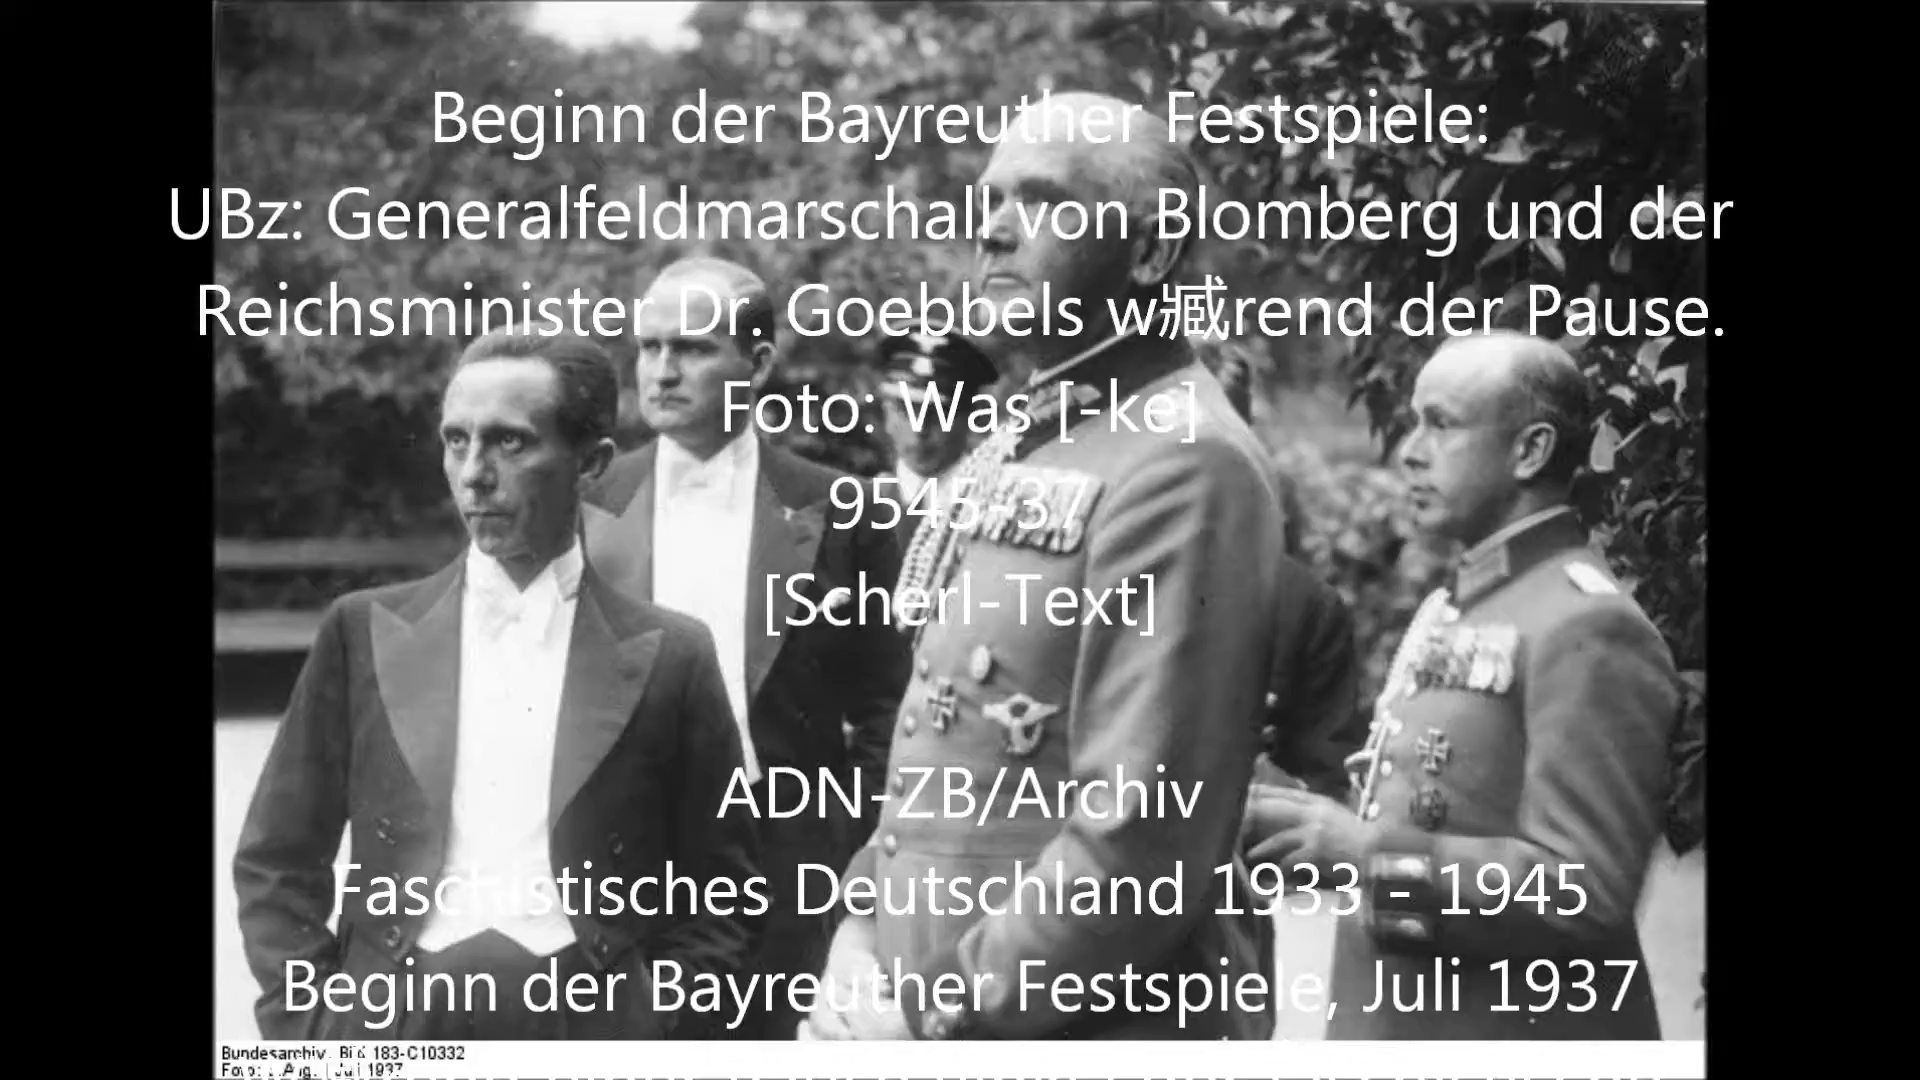 Beginn der Bayreuther Festspiele:
UBz: Generalfeldmarschall von Blomberg und der
Reichsminister Dr. Goebbels w臧rend der Pause.
Foto: Was [-ke]
9545-37
[Scherl-Text]
ADN-ZB/Archiv
Faschistisches Deutschland 1933 - 1945
Beginn der Bayreuther Festspiele, Juli 1937
Bundesarchiv, Bild 183-C10332
Foto: Juli 1937